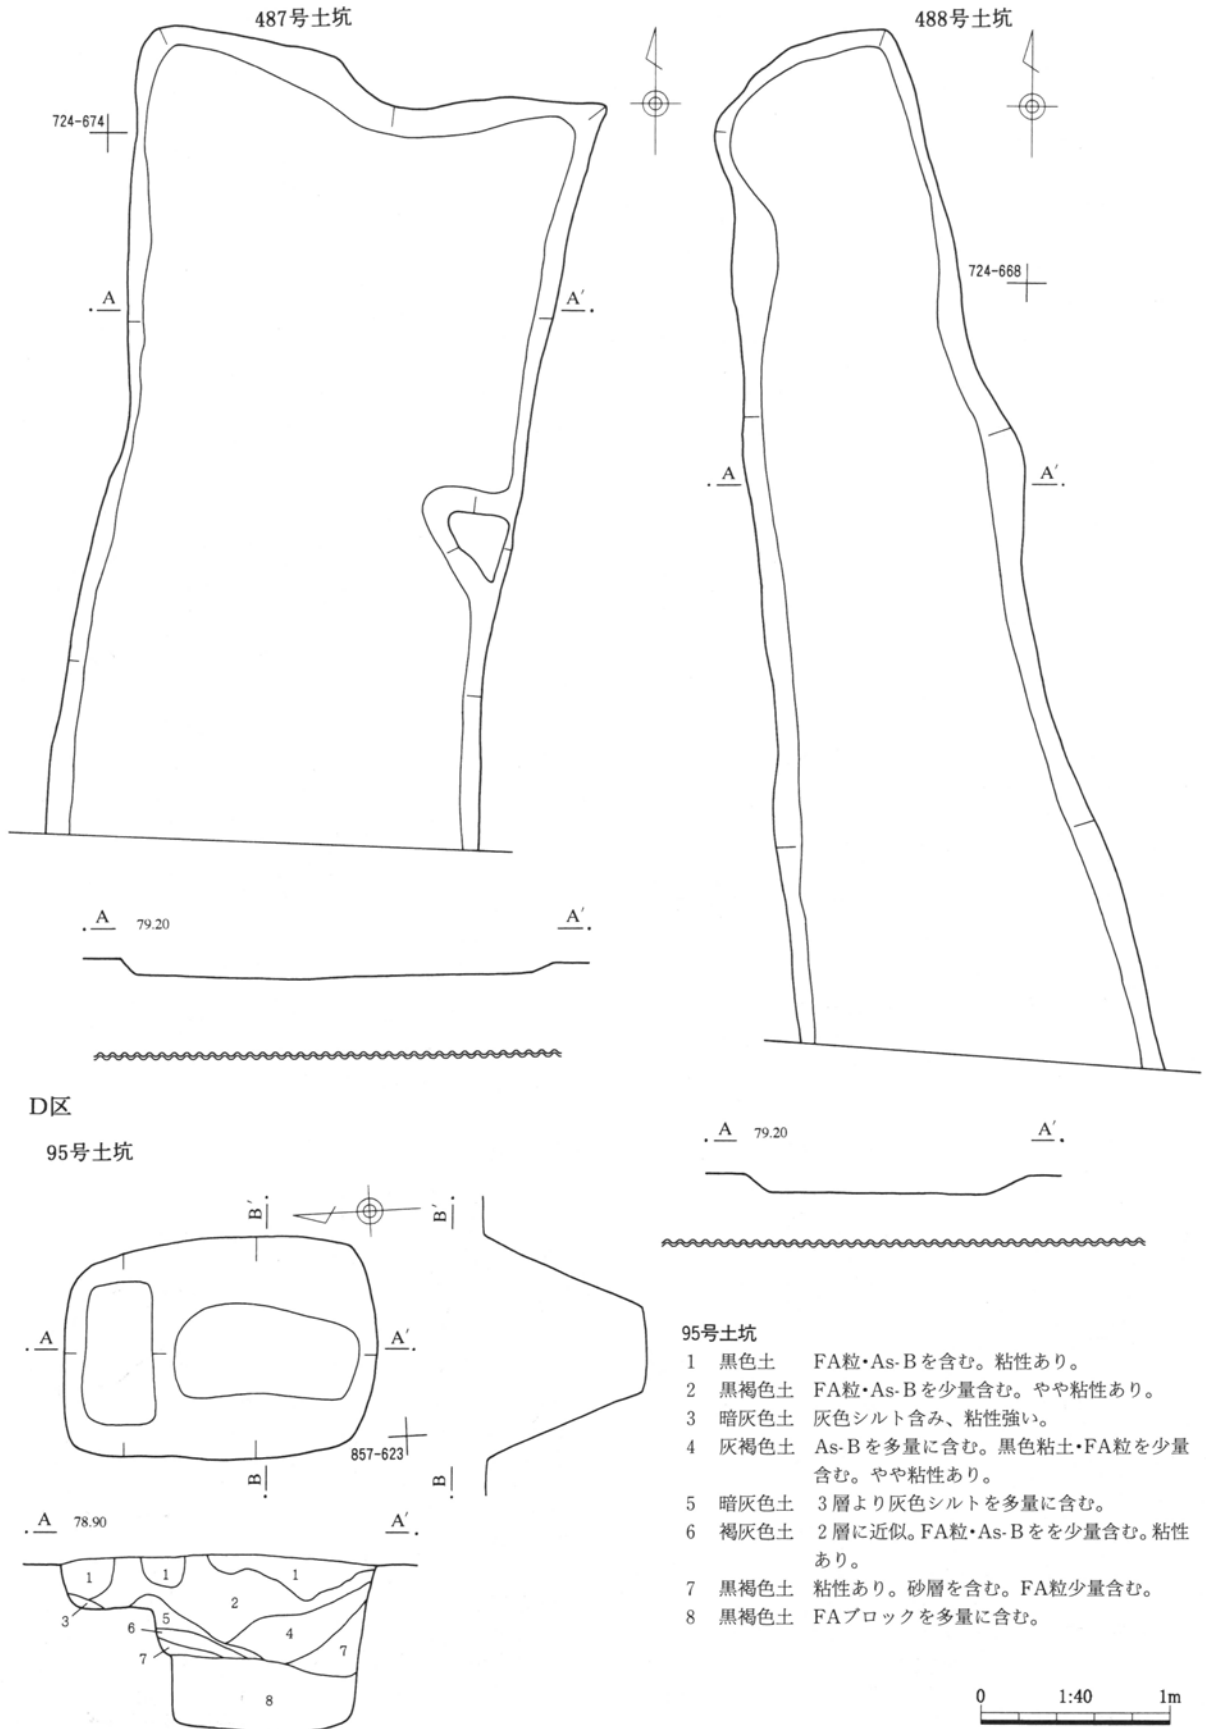 487号土坑
488号土坑
724-674
724-668
A A′
A A′
A 79.20 A′
D区
95号土坑
A 79.20 A′
B′ B′
A A′
857-623
B B
A 78.90 A′
1 1 1
2
3
5
6
4
7
7
8
95号土坑
1 黒色土 FA粒・As-Bを含む。粘性あり。
2 黒褐色土 FA粒・As-Bを少量含む。やや粘性あり。
3 暗灰色土 灰色シルト含み、粘性強い。
4 灰褐色土 As-Bを多量に含む。黒色粘土・FA粒を少量
含む。やや粘性あり。
5 暗灰色土 3層より灰色シルトを多量に含む。
6 褐灰色土 2層に近似。FA粒・As-Bをを少量含む。粘性
あり。
7 黒褐色土 粘性あり。砂層を含む。FA粒少量含む。
8 黒褐色土 FAブロックを多量に含む。
0 1:40 1m